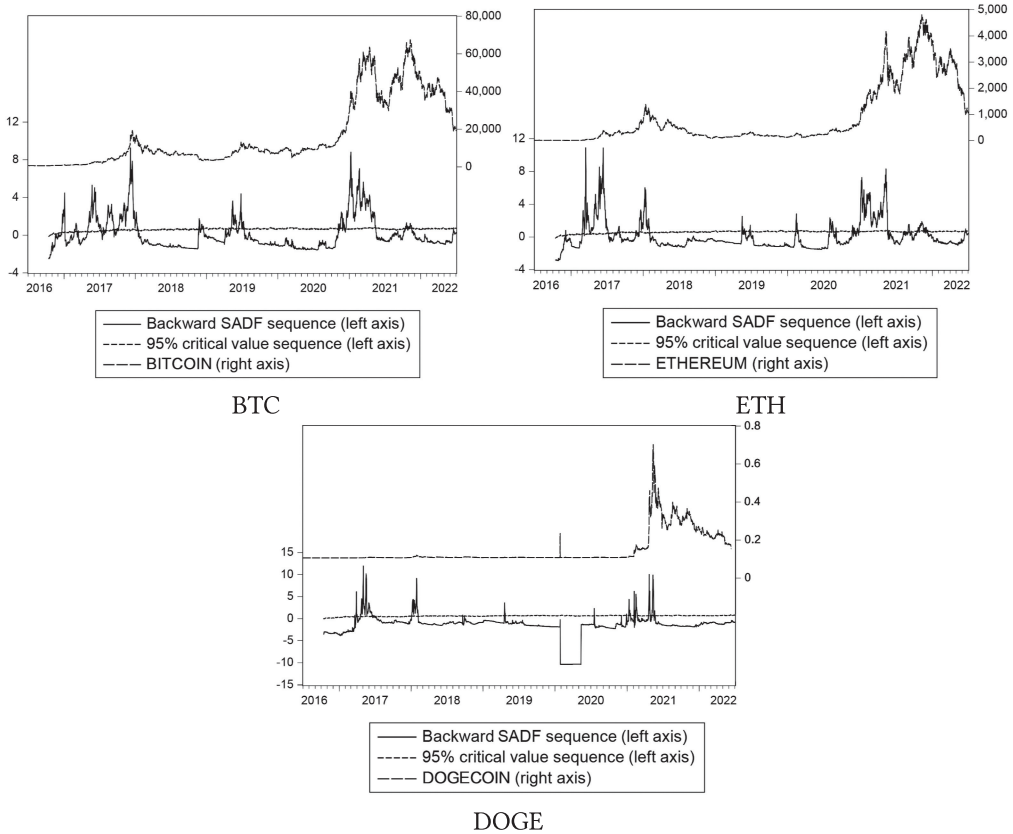 80,000
60,000
40,000
20,000
0
12
8
4
0
-4
2016 2017 2018 2019 2020 2021 2022
Backward SADF sequence (left axis)
95% critical value sequence (left axis)
BITCOIN (right axis)
BTC
5,000
4,000
3,000
2,000
1,000
0
12
8
4
0
-4
2016 2017 2018 2019 2020 2021 2022
Backward SADF sequence (left axis)
95% critical value sequence (left axis)
ETHEREUM (right axis)
ETH
0.8
0.6
0.4
0.2
0
15
10
5
0
-5
-10
-15
2016 2017 2018 2019 2020 2021 2022
Backward SADF sequence (left axis)
95% critical value sequence (left axis)
DOGECOIN (right axis)
DOGE